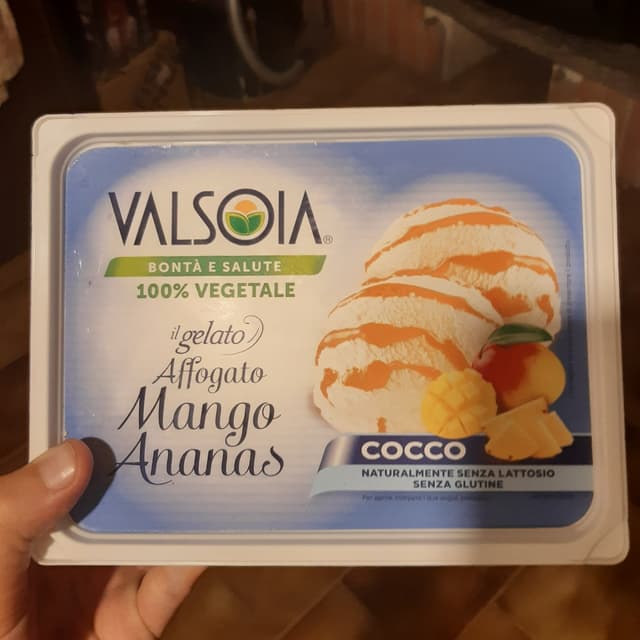 VALSOIA®
BONTÀ E SALUTE
100% VEGETALE
il gelato
Affogato
Mango
Ananas
COCCO
NATURALMENTE SENZA LATTOSIO
SENZA GLUTINE